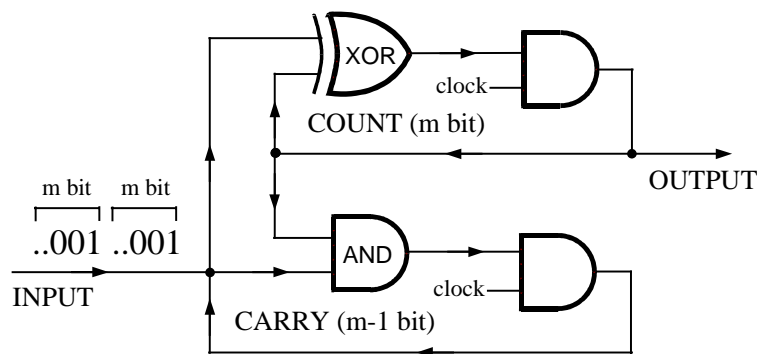 XOR
clock
COUNT (m bit)
OUTPUT
m bit m bit
..001 ..001
INPUT
AND
clock
CARRY (m-1 bit)